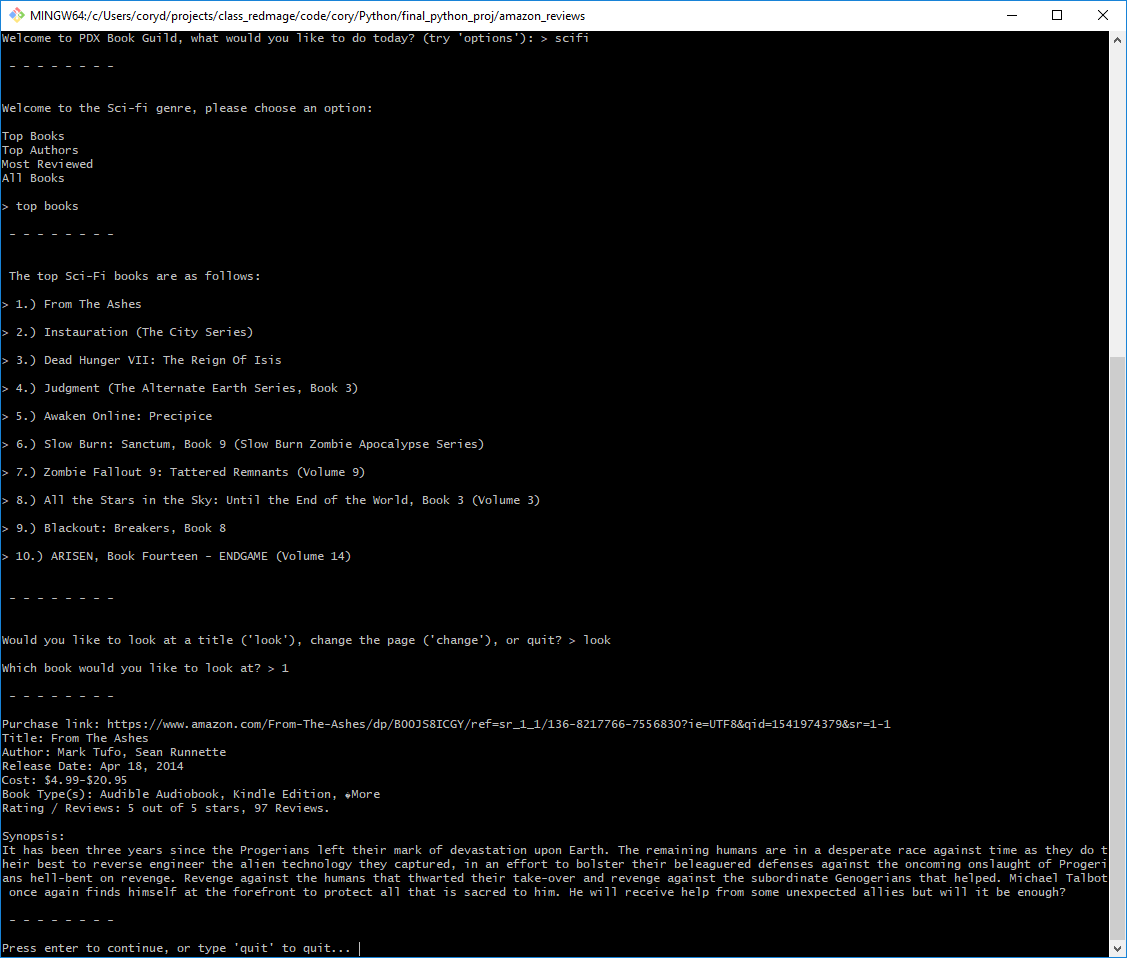 MINGW64:/c/Users/coryd/projects/class_redmage/code/cory/Python/final_python_proj/amazon_reviews
Welcome to PDX Book Guild, what would you like to do today? (try 'options'): > scifi
- - - - - - - -
Welcome to the Sci-fi genre, please choose an option:
Top Books
Top Authors
Most Reviewed
All Books
> top books
- - - - - - - -
The top Sci-Fi books are as follows:
> 1.) From The Ashes
> 2.) Instauration (The City Series)
> 3.) Dead Hunger VII: The Reign Of Isis
> 4.) Judgment (The Alternate Earth Series, Book 3)
> 5.) Awaken Online: Precipice
> 6.) Slow Burn: Sanctum, Book 9 (Slow Burn Zombie Apocalypse Series)
> 7.) Zombie Fallout 9: Tattered Remnants (Volume 9)
> 8.) All the Stars in the Sky: Until the End of the World, Book 3 (Volume 3)
> 9.) Blackout: Breakers, Book 8
> 10.) ARISEN, Book Fourteen - ENDGAME (Volume 14)
- - - - - - - -
Would you like to look at a title ('look'), change the page ('change'), or quit? > look
Which book would you like to look at? > 1
- - - - - - - -
Purchase link: https://www.amazon.com/From-The-Ashes/dp/B00JS8ICGY/ref=sr_1_1/136-8217766-7556830?ie=UTF8&qid=1541974379&sr=1-1
Title: From The Ashes
Author: Mark Tufo, Sean Runnette
Release Date: Apr 18, 2014
Cost: $4.99-$20.95
Book Type(s): Audible Audiobook, Kindle Edition, More
Rating / Reviews: 5 out of 5 stars, 97 Reviews.
Synopsis:
It has been three years since the Progerians left their mark of devastation upon Earth. The remaining humans are in a desperate race against time as they do t
heir best to reverse engineer the alien technology they captured, in an effort to bolster their beleaguered defenses against the oncoming onslaught of Progeri
ans hell-bent on revenge. Revenge against the humans that thwarted their take-over and revenge against the subordinate Genogerians that helped. Michael Talbot
once again finds himself at the forefront to protect all that is sacred to him. He will receive help from some unexpected allies but will it be enough?
- - - - - - - -
Press enter to continue, or type 'quit' to quit...